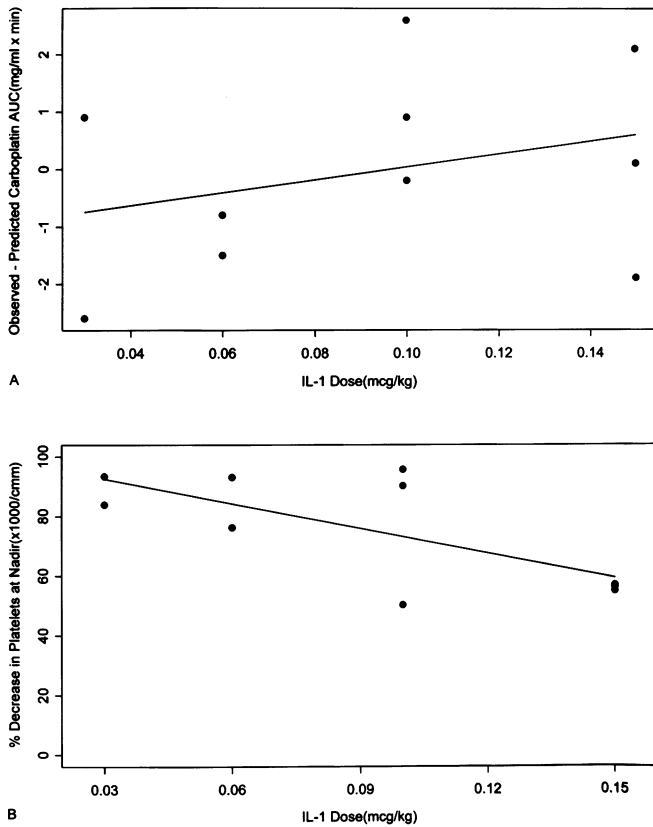 Observed - Predicted Carboplatin AUC(mg/ml x min)
2
1
0
-1
-2
0.04 0.06 0.08 0.10 0.12 0.14
IL-1 Dose(mcg/kg)
A
% Decrease in Platelets at Nadir(x1000/cmm)
100
80
60
40
20
0
0.03 0.06 0.09 0.12 0.15
IL-1 Dose(mcg/kg)
B